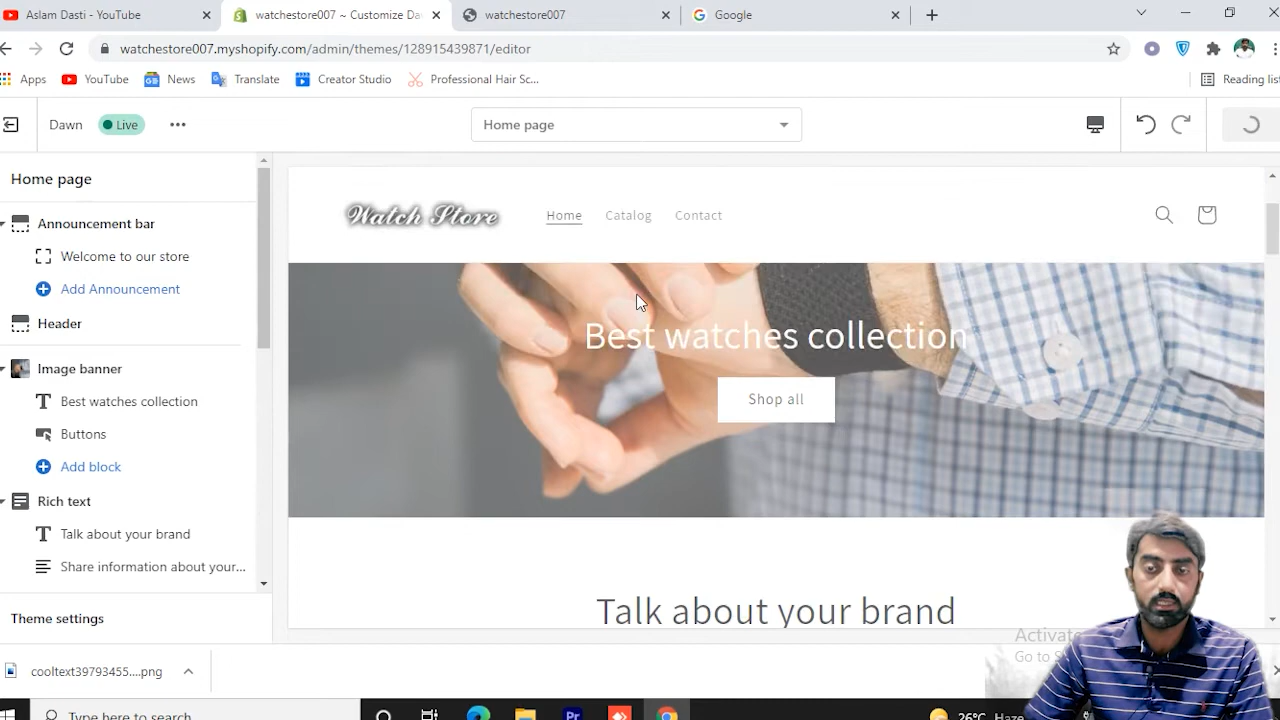 Aslam Dasti - YouTube
watchestore007 ~ Customize Da
watchestore007
Google
watchestore007.myshopify.com/admin/themes/128915439871/editor
Apps
YouTube
News
Translate
Creator Studio
Professional Hair Sc...
Reading list
Dawn
Live
Home page
Home page
Announcement bar
Welcome to our store
Add Announcement
Header
Image banner
Best watches collection
Buttons
Add block
Rich text
Talk about your brand
Share information about your...
Theme settings
Watch Store
Home
Catalog
Contact
Best watches collection
Shop all
Talk about your brand
Activate
Go to S
cooltext39793455....png
Type here to search
Pr
26°C Haze